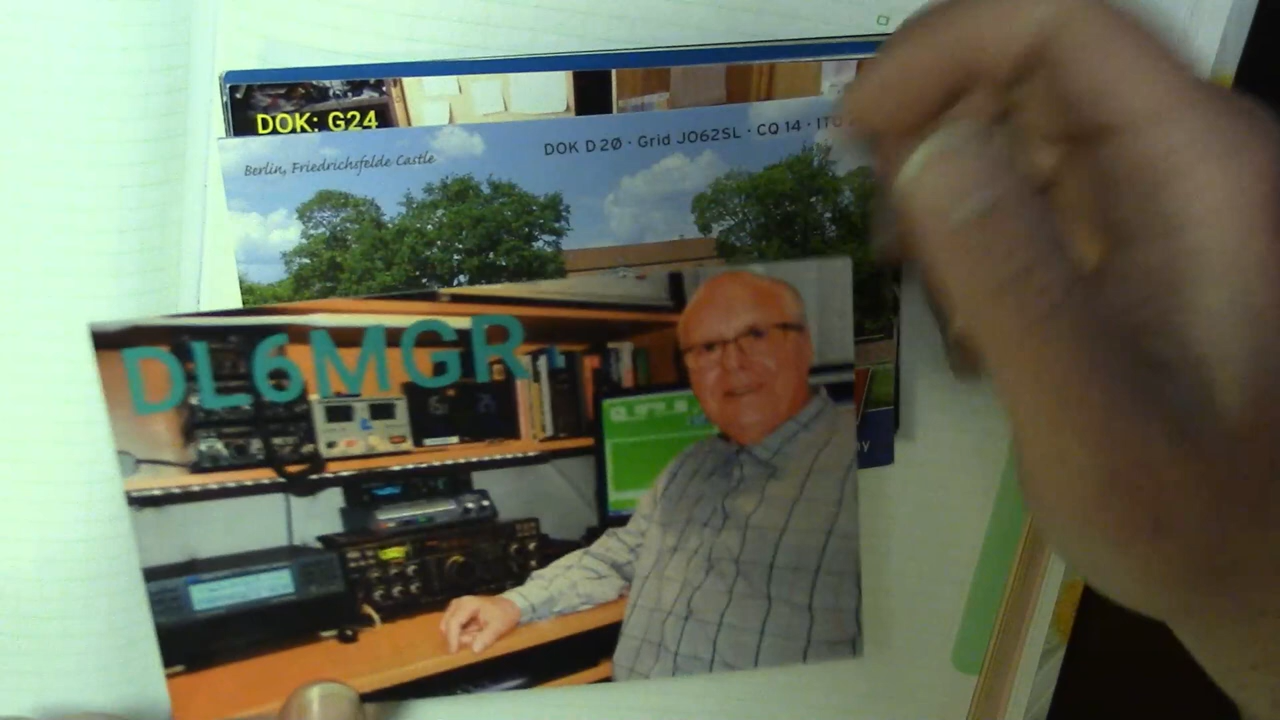 DOK: G24
DOK D2Ø · Grid JO62SL · CQ 14 · ITU
Berlin, Friedrichsfelde Castle
DL6MGR